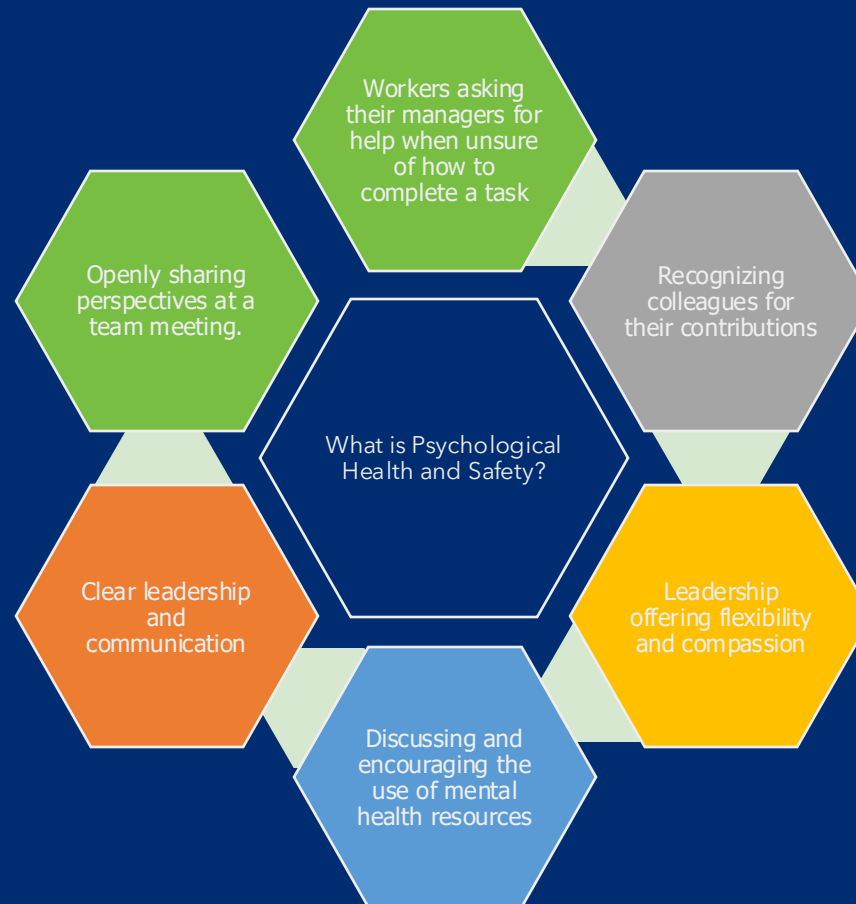 Workers asking
their managers for
help when unsure
of how to
complete a task
Recognizing
colleagues for
their contributions
Leadership
offering flexibility
and compassion
Discussing and
encouraging the
use of mental
health resources
Clear leadership
and
communication
Openly sharing
perspectives at a
team meeting.
What is Psychological
Health and Safety?